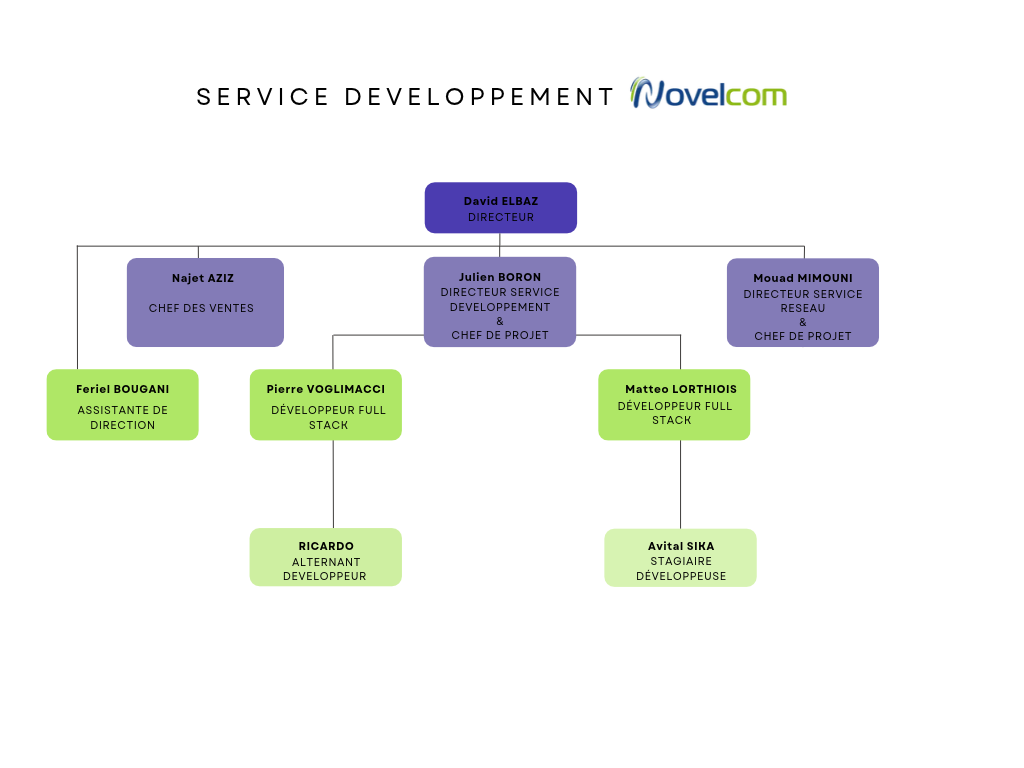 SERVICE DEVELOPPEMENT Novelcom
David ELBAZ
DIRECTEUR
Najet AZIZ
CHEF DES VENTES
Julien BORON
DIRECTEUR SERVICE
DEVELOPPEMENT
&
CHEF DE PROJET
Mouad MIMOUNI
DIRECTEUR SERVICE
RESEAU
&
CHEF DE PROJET
Feriel BOUGANI
ASSISTANTE DE
DIRECTION
Pierre VOGLIMACCI
DÉVELOPPEUR FULL
STACK
Matteo LORTHIOIS
DÉVELOPPEUR FULL
STACK
RICARDO
ALTERNANT
DEVELOPPEUR
Avital SIKA
STAGIAIRE
DÉVELOPPEUSE